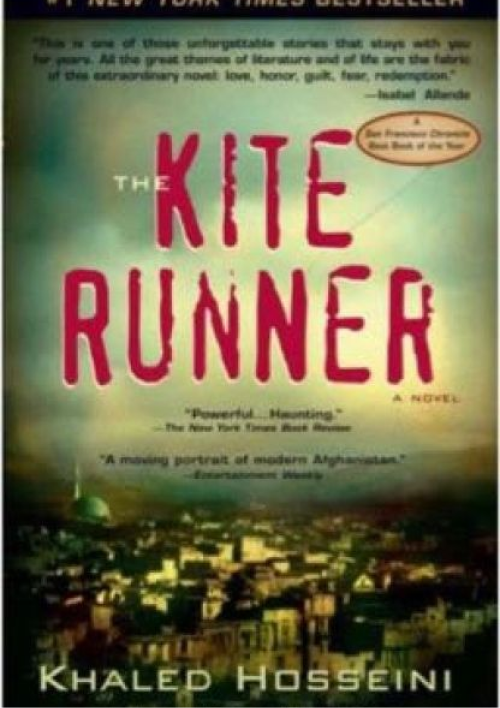 #1 NEW YORK TIMES BESTSELLER
"This is one of those unforgettable stories that stays with you
for years. All the great themes of literature and of life are the fabric
of this extraordinary novel: love, honor, guilt, fear, redemption."
—Isabel Allende
A
San Francisco Chronicle
Best Book of the Year
THE
KITE
RUNNER
A NOVEL
"Powerful... Haunting."
—The New York Times Book Review
"A moving portrait of modern Afghanistan."
—Entertainment Weekly
KHALED HOSSEINI